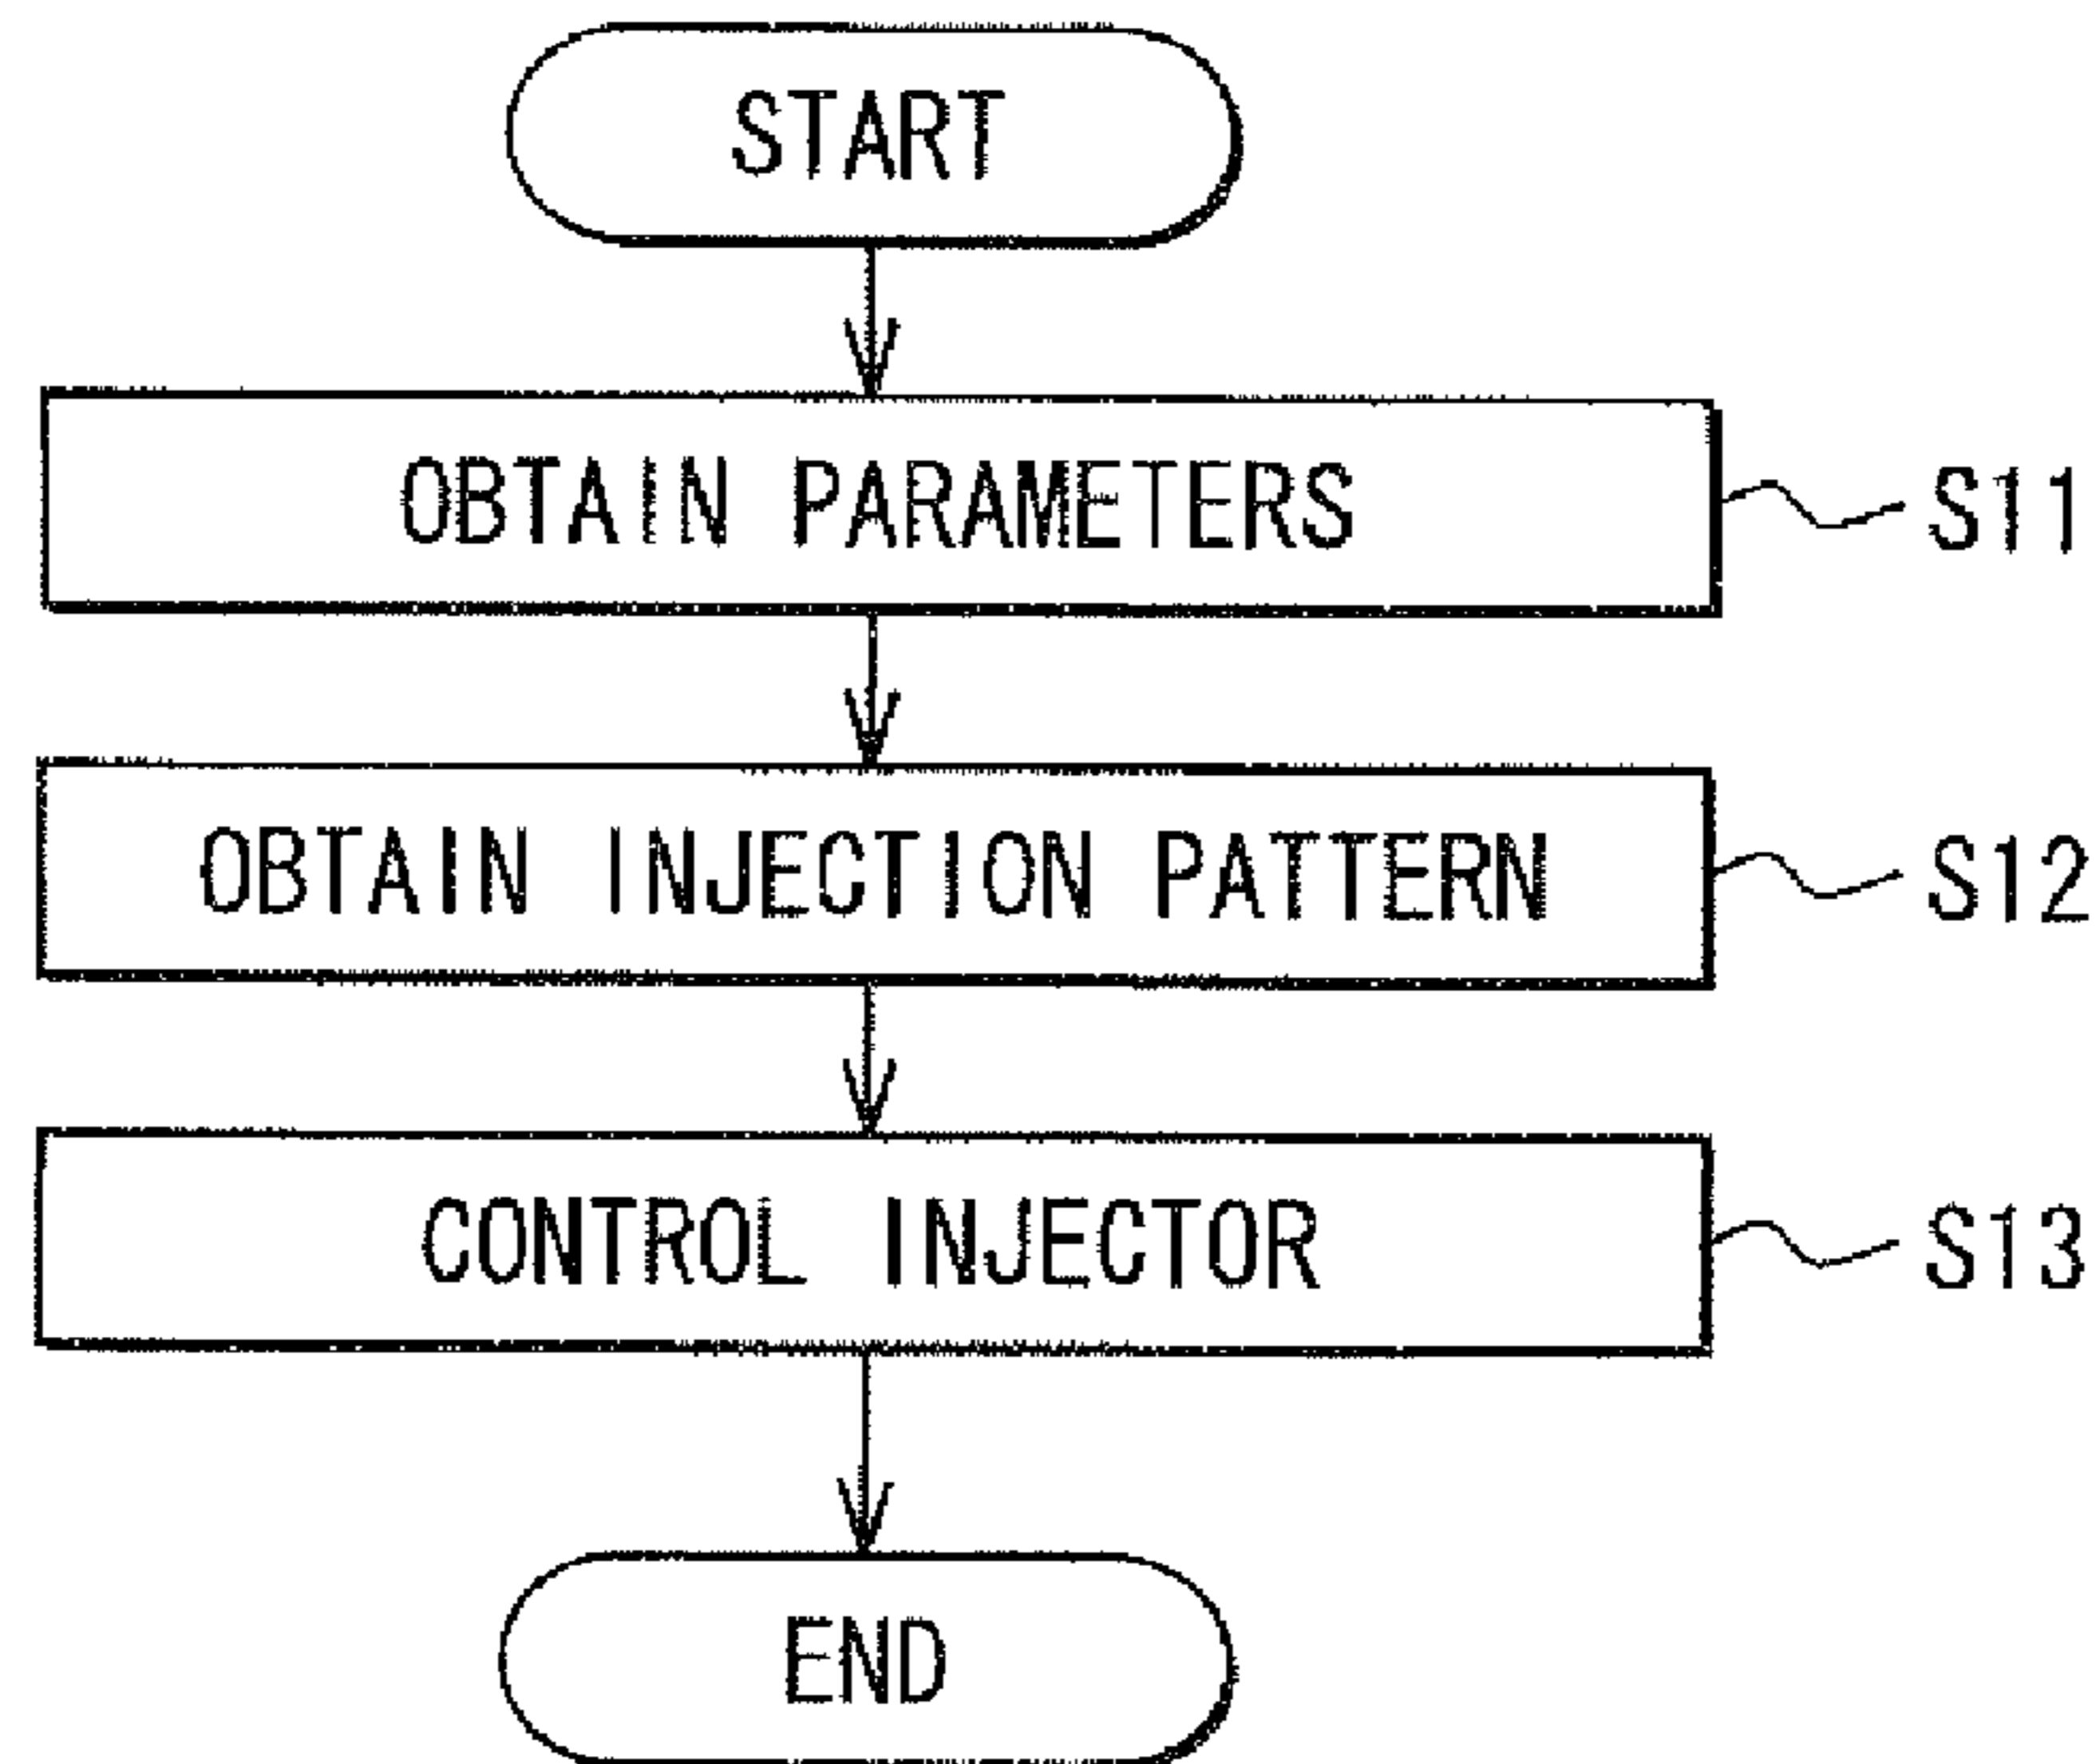 START
OBTAIN PARAMETERS
S11
OBTAIN INJECTION PATTERN
S12
CONTROL INJECTOR
S13
END